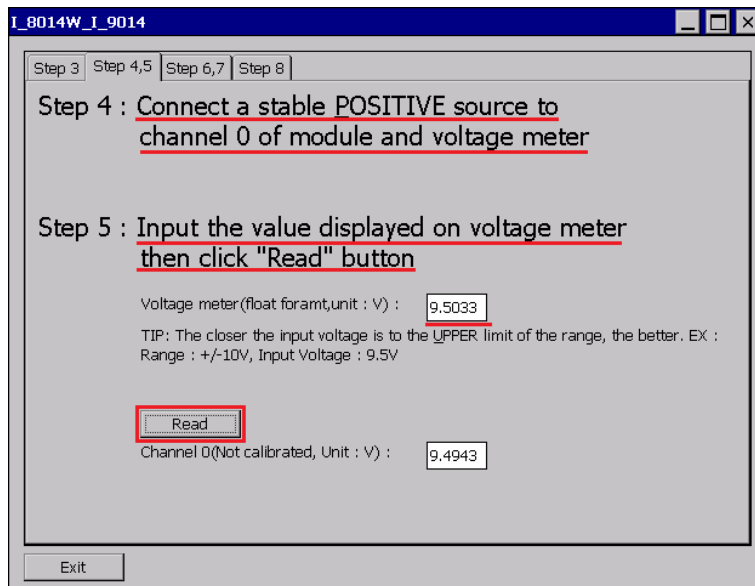 I_8014W_I_9014
Step 3 Step 4,5 Step 6,7 Step 8
Step 4 : Connect a stable POSITIVE source to
channel 0 of module and voltage meter
Step 5 : Input the value displayed on voltage meter
then click "Read" button
Voltage meter(float foramt,unit : V) : 9.5033
TIP: The closer the input voltage is to the UPPER limit of the range, the better. EX :
Range : +/-10V, Input Voltage : 9.5V
Read
Channel 0(Not calibrated, Unit : V) : 9.4943
Exit